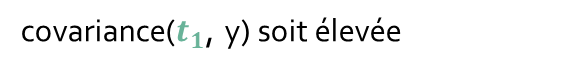 covariance(t₁, y) soit élevée